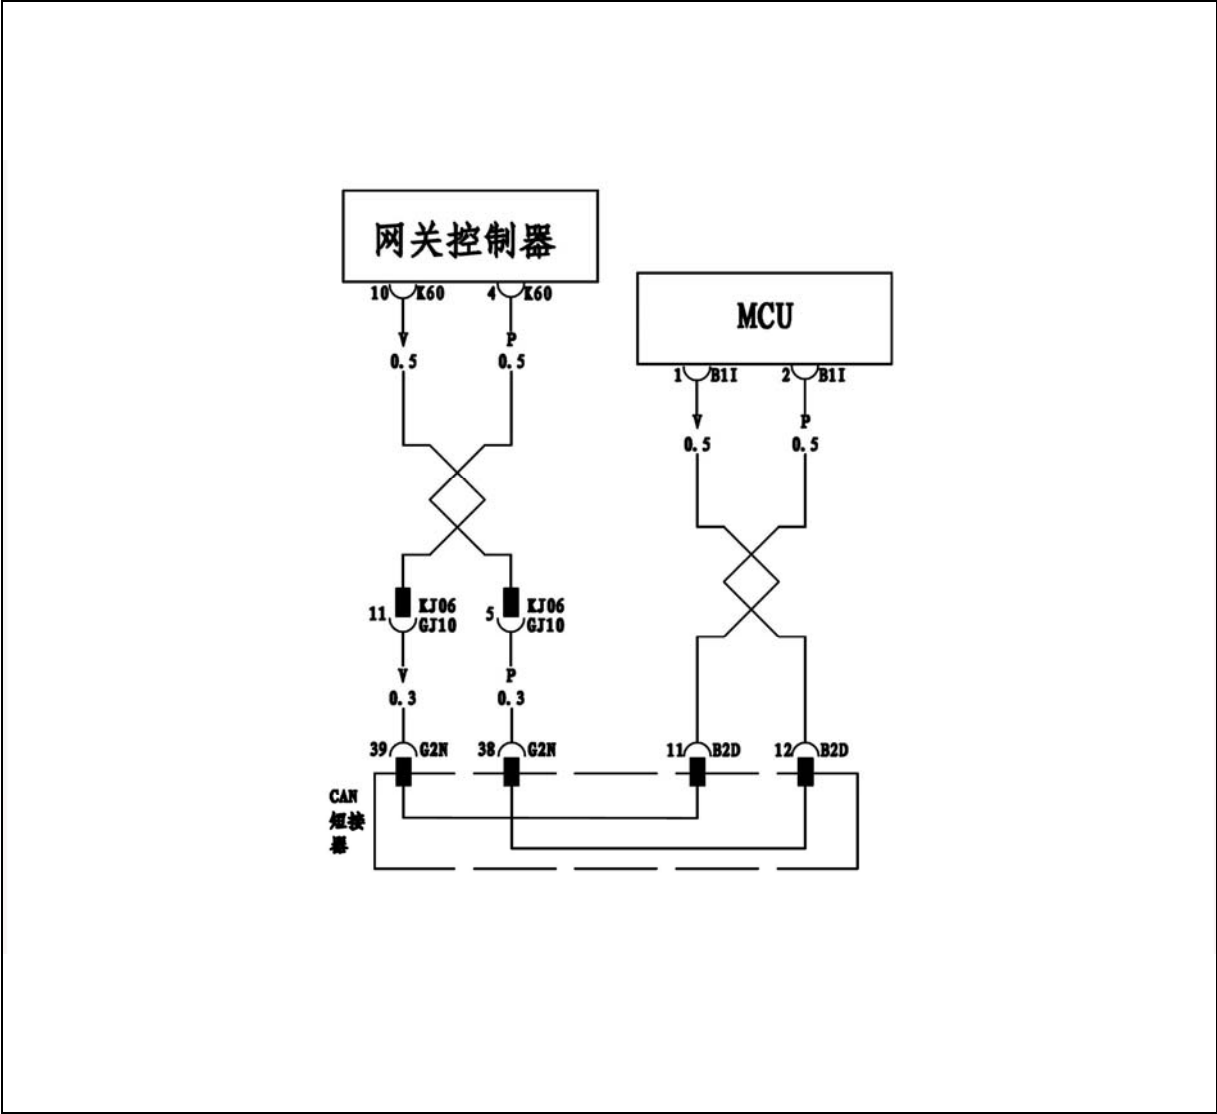 网关控制器
10 K60 4 K60
V P
0.5 0.5
MCU
1 B1I 2 B1I
V P
0.5 0.5
11 KJ06 5 KJ06
GJ10 GJ10
V P
0.3 0.3
39 G2N 38 G2N 11 B2D 12 B2D
CAN
短接
器